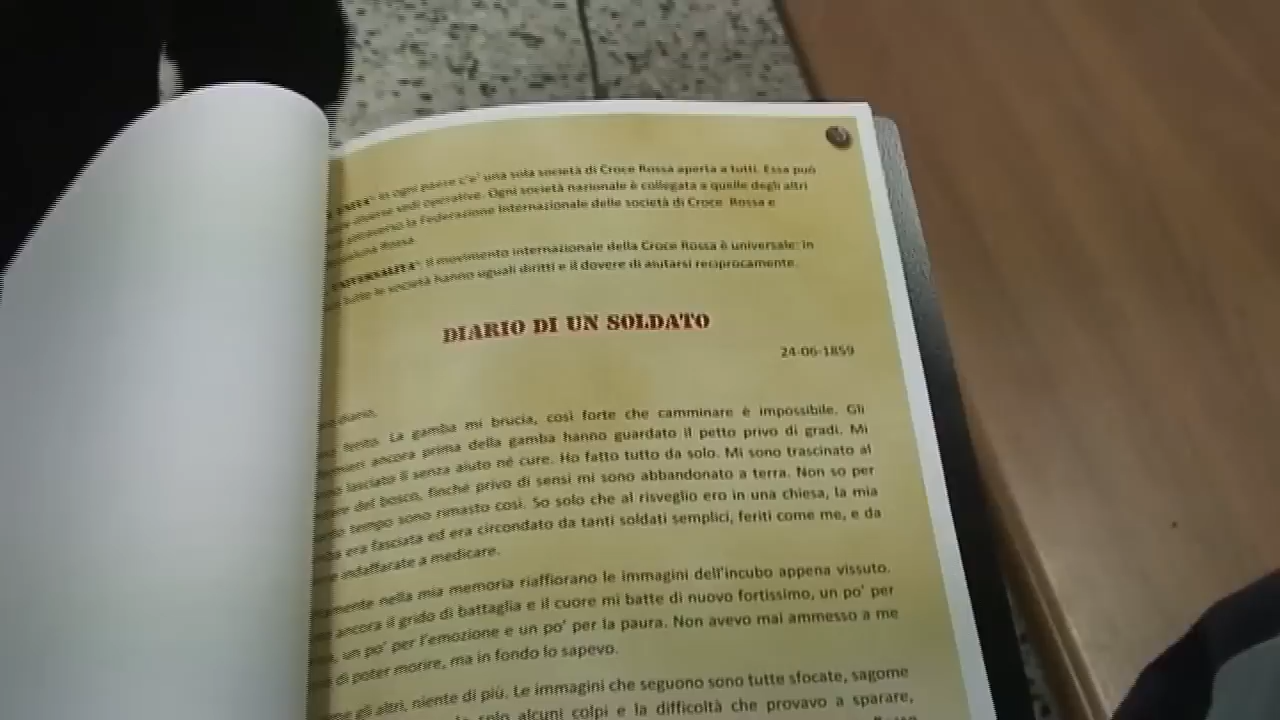 in ogni paese c'e' una sola società di Croce Rossa aperta a tutti. Essa può
diverse sedi operative. Ogni società nazionale è collegata a quelle degli altri
attraverso la Federazione Internazionale delle società di Croce Rossa e
Rossa.
UNIVERSALITA': il movimento internazionale della Croce Rossa è universale: in
tutte le società hanno uguali diritti e il dovere di aiutarsi reciprocamente.
DIARIO DI UN SOLDATO
24-06-1859
diario,
ferito. La gamba mi brucia, così forte che camminare è impossibile. Gli
ancora prima della gamba hanno guardato il petto privo di gradi. Mi
lasciato lì senza aiuto nè cure. Ho fatto tutto da solo. Mi sono trascinato al
del bosco, finchè privo di sensi mi sono abbandonato a terra. Non so per
tempo sono rimasto così. So solo che al risveglio ero in una chiesa, la mia
era fasciata ed era circondato da tanti soldati semplici, feriti come me, e da
indaffarate a medicare.
nella mia memoria riaffiorano le immagini dell'incubo appena vissuto.
ancora il grido di battaglia e il cuore mi batte di nuovo fortissimo, un po' per
un po' per l'emozione e un po' per la paura. Non avevo mai ammesso a me
di poter morire, ma in fondo lo sapevo.
gli altri, niente di più. Le immagini che seguono sono tutte sfocate, sagome
solo alcuni colpi e la difficoltà che provavo a sparare,